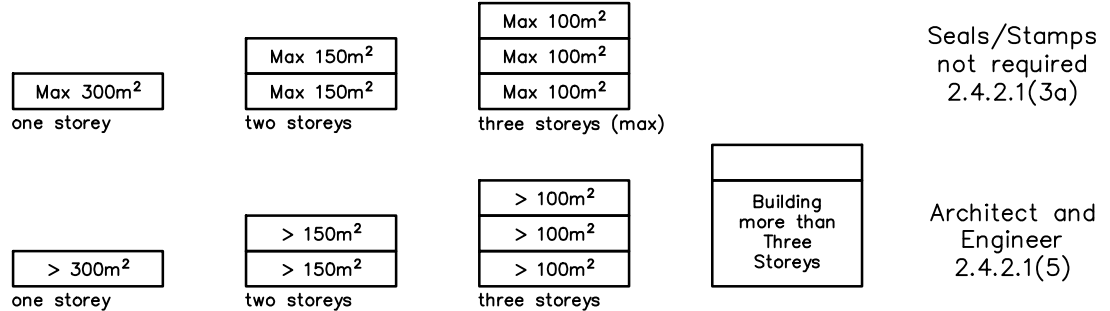 Max 300m²
one storey
Max 150m²
Max 150m²
two storeys
Max 100m²
Max 100m²
Max 100m²
three storeys (max)
Seals/Stamps
not required
2.4.2.1(3a)
> 300m²
one storey
> 150m²
> 150m²
two storeys
> 100m²
> 100m²
> 100m²
three storeys
Building
more than
Three
Storeys
Architect and
Engineer
2.4.2.1(5)